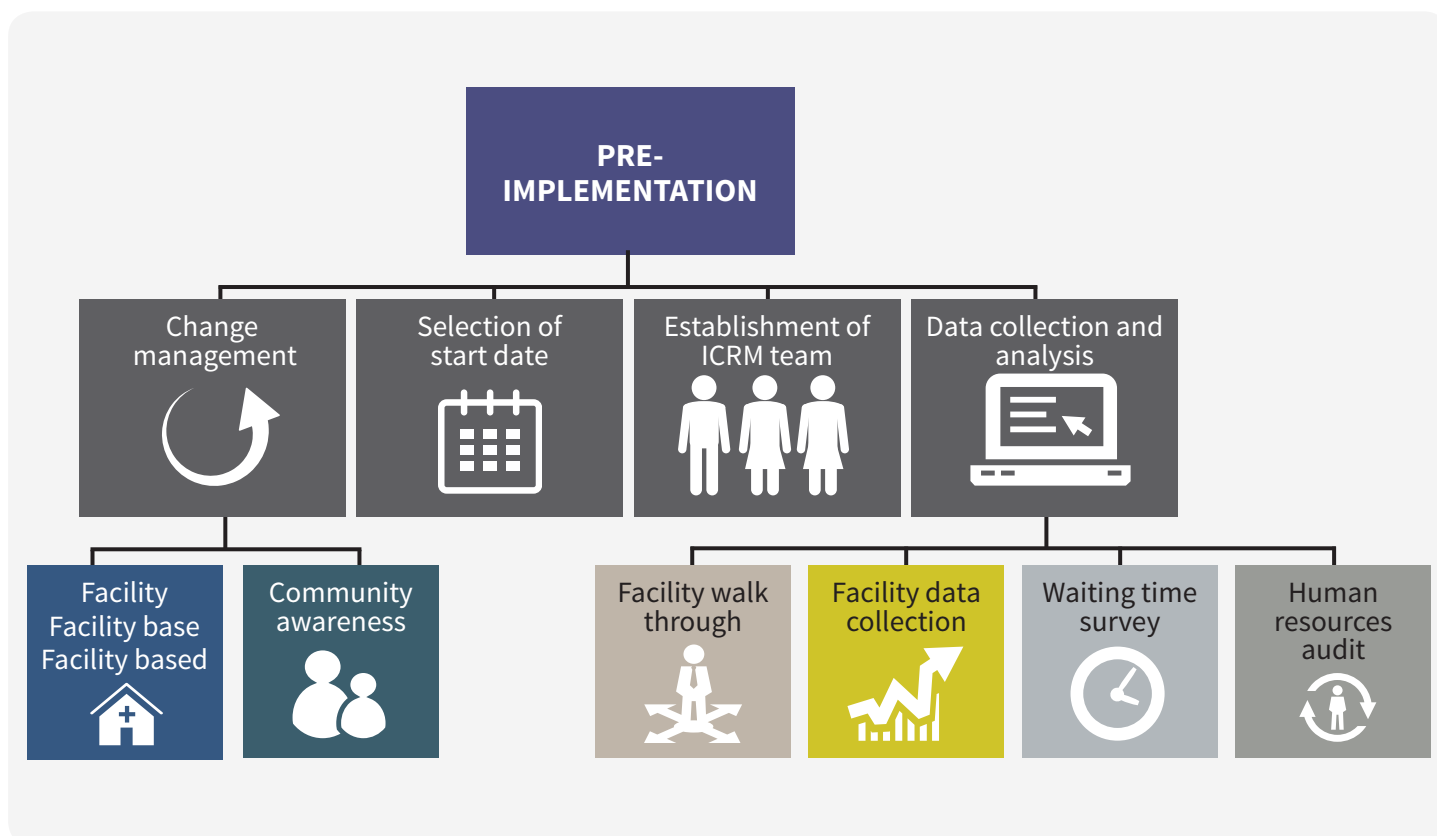 PRE-
IMPLEMENTATION
Change
management
Selection of
start date
Establishment of
ICRM team
Data collection and
analysis
Facility
Facility base
Facility based
Community
awareness
Facility walk
through
Facility data
collection
Waiting time
survey
Human
resources
audit